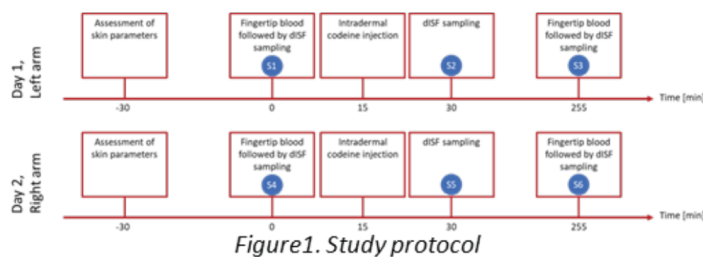 Day 1,
Left arm
Assessment of
skin parameters
Fingertip blood
followed by dISF
sampling
S1
Intradermal
codeine injection
dISF sampling
S2
Fingertip blood
followed by dISF
sampling
S3
Time [min]
-30
0
15
30
255
Day 2,
Right arm
Assessment of
skin parameters
Fingertip blood
followed by dISF
sampling
S4
Intradermal
codeine injection
dISF sampling
S5
Fingertip blood
followed by dISF
sampling
S6
Time [min]
-30
0
15
30
255
Figure1. Study protocol